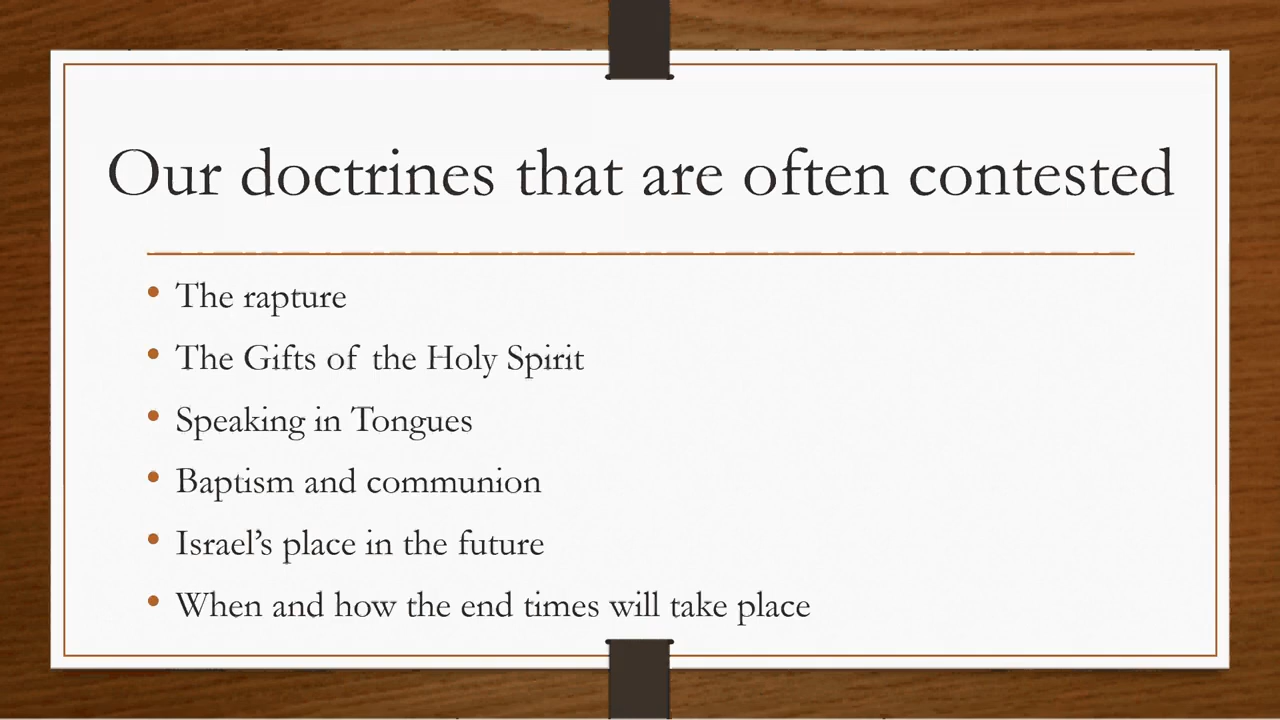 Our doctrines that are often contested
• The rapture
• The Gifts of the Holy Spirit
• Speaking in Tongues
• Baptism and communion
• Israel’s place in the future
• When and how the end times will take place